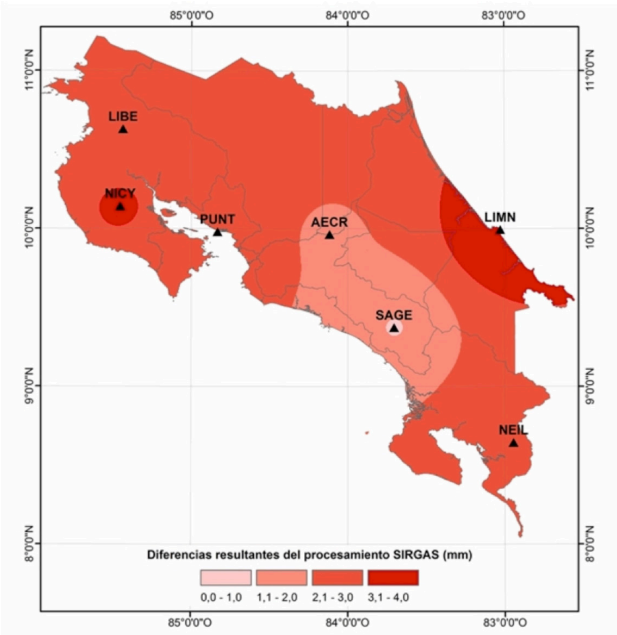 85°0'0"O 84°0'0"O 83°0'0"O
11°0'0"N 11°0'0"N
LIBE
NICY
PUNT AECR LIMN
10°0'0"N 10°0'0"N
SAGE
9°0'0"N 9°0'0"N
NEIL
8°0'0"N 8°0'0"N
Diferencias resultantes del procesamiento SIRGAS (mm)
0,0 - 1,0 1,1 - 2,0 2,1 - 3,0 3,1 - 4,0
85°0'0"O 84°0'0"O 83°0'0"O